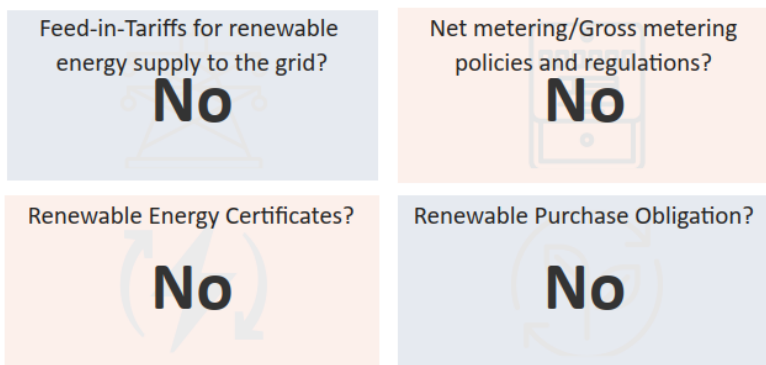 Feed-in-Tariffs for renewable
energy supply to the grid?
No
Net metering/Gross metering
policies and regulations?
No
Renewable Energy Certificates?
No
Renewable Purchase Obligation?
No